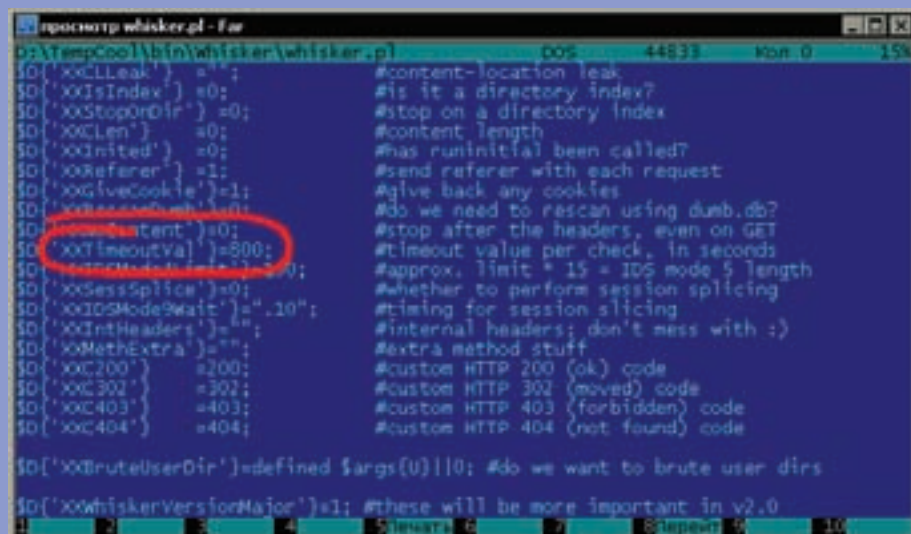 просмотр whisker.pl - Far
D:\TempCool\bin\Whisker\whisker.pl DOS 44833 Кол 0 15%
$D{'XXCLLeak'} =""; #content-location leak
$D{'XXIsIndex'} =0; #is it a directory index?
$D{'XXStopOnDir'} =0; #stop on a directory index
$D{'XXCLen'} =0; #content length
$D{'XXInited'} =0; #has runinitial been called?
$D{'XXReferer'} =1; #send referer with each request
$D{'XXGiveCookie'}=1; #give back any cookies
=0; #do we need to rescan using dumb.db?
=0; #stop after the headers, even on GET
$D{'XXTimeoutVal'}=800; #timeout value per check, in seconds
#approx. limit * 15 = IDS mode 5 length
$D{'XXSessSplice'}=0; #whether to perform session splicing
$D{'XXIDSMode9Wait'}=".10"; #timing for session slicing
$D{'XXIntHeaders'}=""; #internal headers; don't mess with :)
$D{'XXMethExtra'}=""; #extra method stuff
$D{'XXC200'} =200; #custom HTTP 200 (ok) code
$D{'XXC302'} =302; #custom HTTP 302 (moved) code
$D{'XXC403'} =403; #custom HTTP 403 (forbidden) code
$D{'XXC404'} =404; #custom HTTP 404 (not found) code
$D{'XXBruteUserDir'}=defined $args{U}||0; #do we want to brute user dirs
$D{'XXWhiskerVersionMajor'}=1; #these will be more important in v2.0
1 2 3 4 5Печать 6 7 8Перейт 9 10